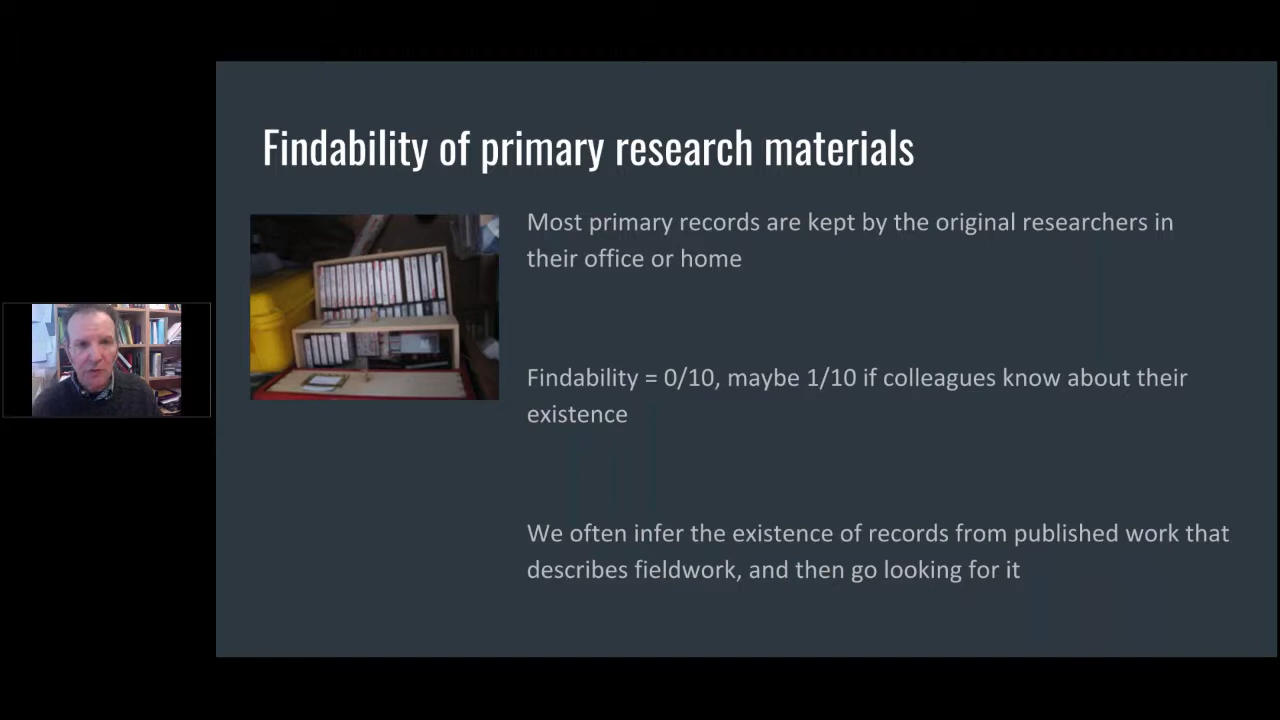 Findability of primary research materials
Most primary records are kept by the original researchers in
their office or home
Findability = 0/10, maybe 1/10 if colleagues know about their
existence
We often infer the existence of records from published work that
describes fieldwork, and then go looking for it